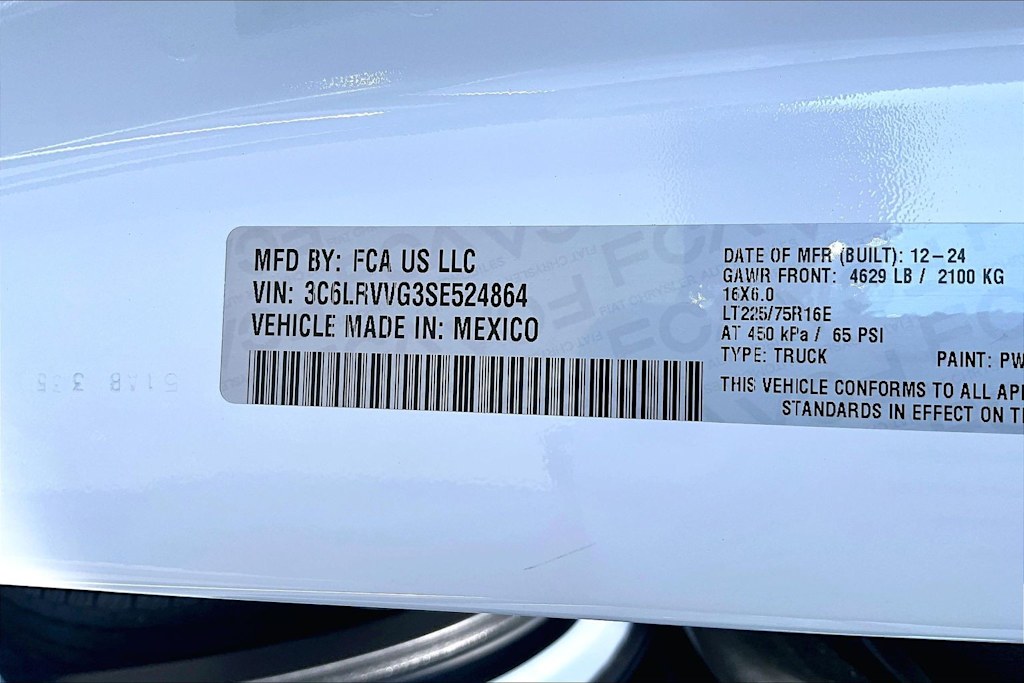 MFD BY: FCA US LLC
VIN: 3C6LRVVG3SE524864
VEHICLE MADE IN: MEXICO
DATE OF MFR (BUILT): 12-24
GAWR FRONT: 4629 LB / 2100 KG
16X6.0
LT225/75R16E
AT 450 kPa / 65 PSI
TYPE: TRUCK PAINT: PW
THIS VEHICLE CONFORMS TO ALL
STANDARDS IN EFFECT ON